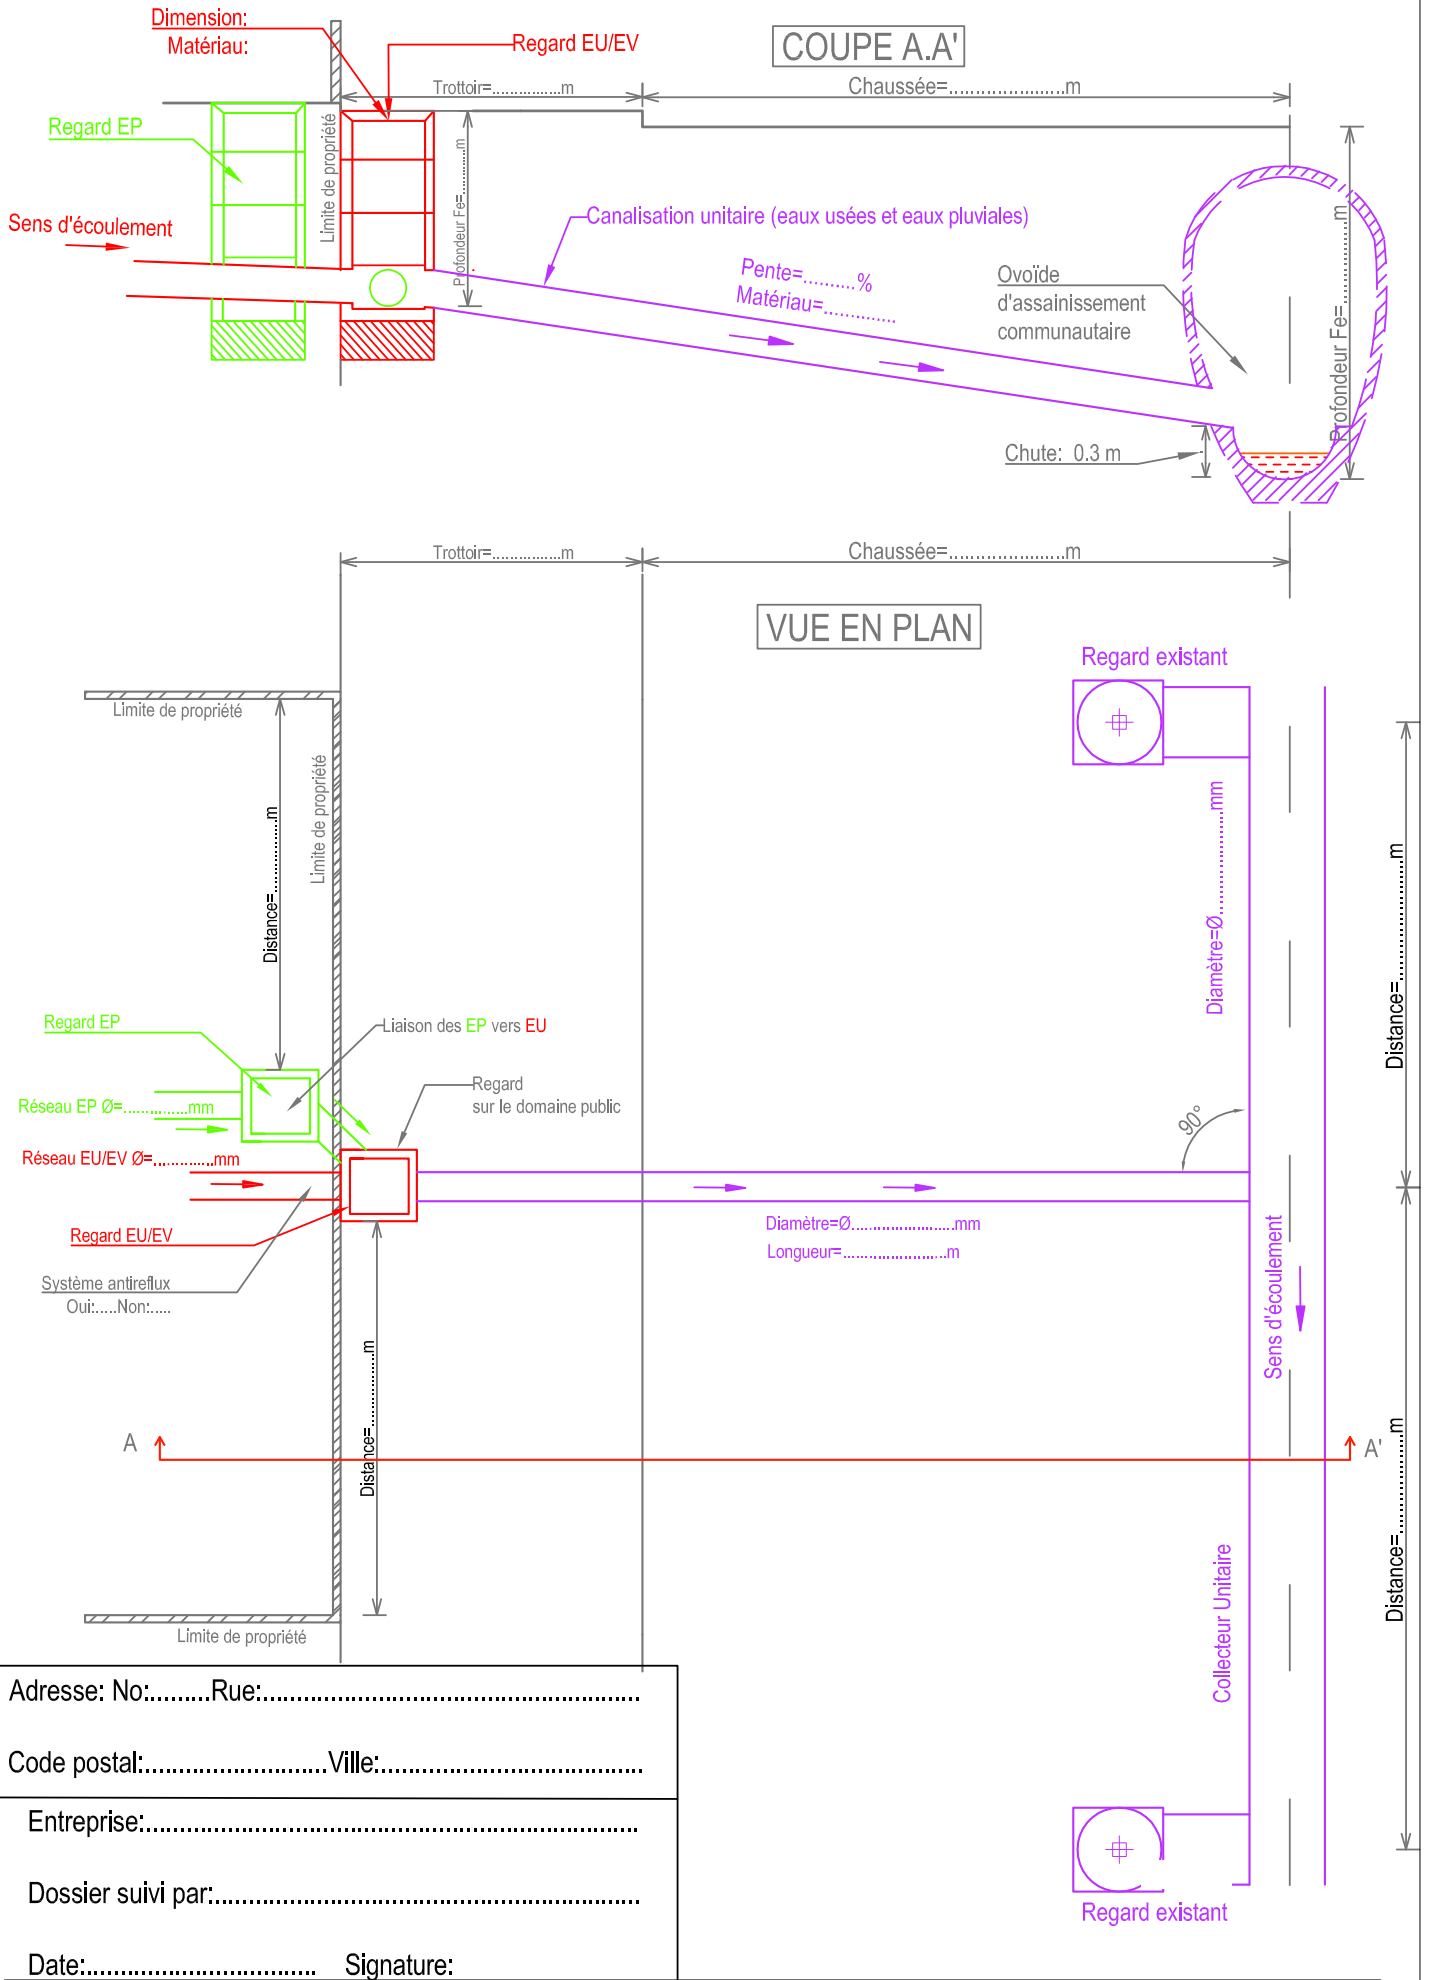 Dimension:
Matériau:
Regard EU/EV
COUPE A.A'
Trottoir=................m
Chaussée=.....................m
Regard EP
Limite de propriété
Profondeur Fe=..........m
Sens d'écoulement
Canalisation unitaire (eaux usées et eaux pluviales)
Pente=.........%
Matériau=............
Ovoïde
d'assainissement
communautaire
Profondeur Fe=................m
Chute: 0.3 m
Trottoir=................m
Chaussée=.....................m
VUE EN PLAN
Regard existant
Limite de propriété
Limite de propriété
Distance=.................m
Diamètre=Ø....................mm
Distance=.......................m
Regard EP
Liaison des EP vers EU
Regard
sur le domaine public
Réseau EP Ø=..............mm
90°
Réseau EU/EV Ø=.............mm
Regard EU/EV
Diamètre=Ø......................mm
Longueur=......................m
Système antireflux
Oui:.....Non:.....
Sens d'écoulement
Distance=.................m
Distance=.......................m
A
A'
Collecteur Unitaire
Limite de propriété
Adresse: No:.........Rue:.......................................................
Code postal:..........................Ville:.......................................
Entreprise:.......................................................................
Dossier suivi par:.............................................................
Date:.................................. Signature:
Regard existant